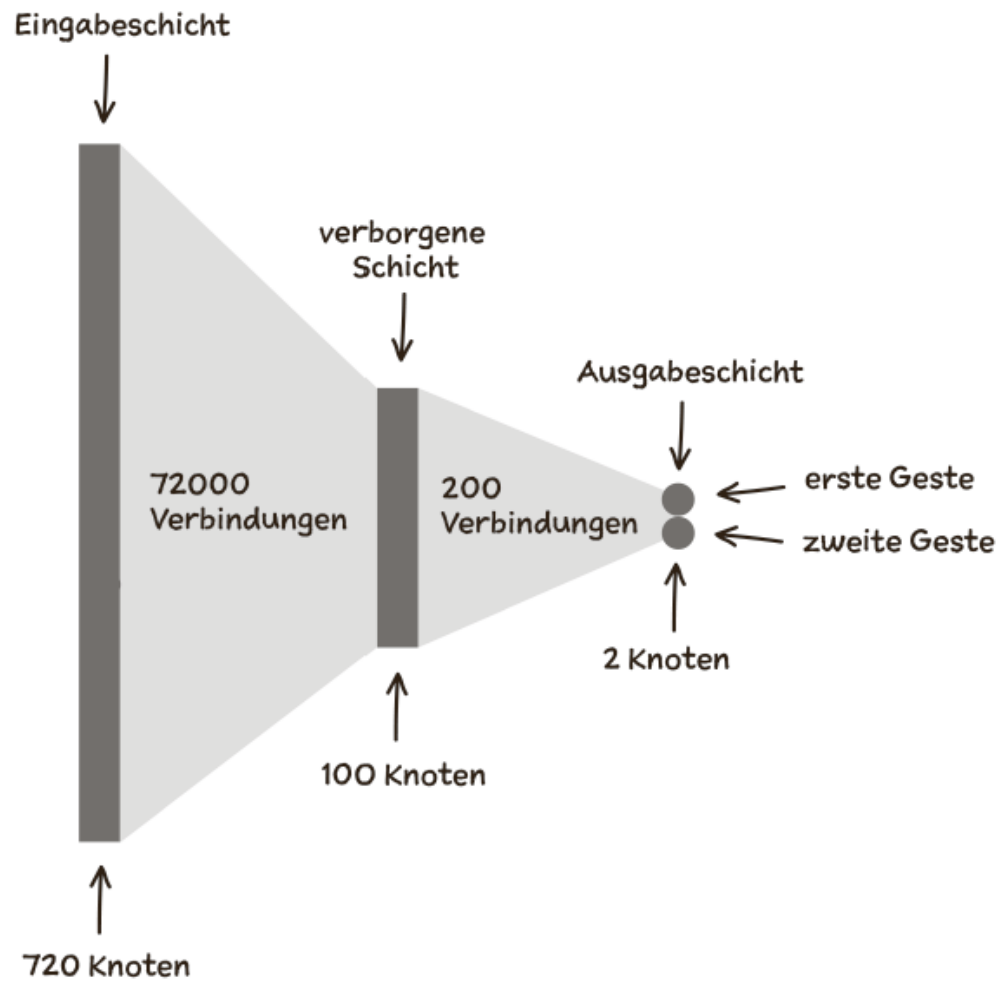 Eingabeschicht
verborgene
Schicht
Ausgabeschicht
erste Geste
zweite Geste
72000
Verbindungen
200
Verbindungen
2 Knoten
100 Knoten
720 Knoten